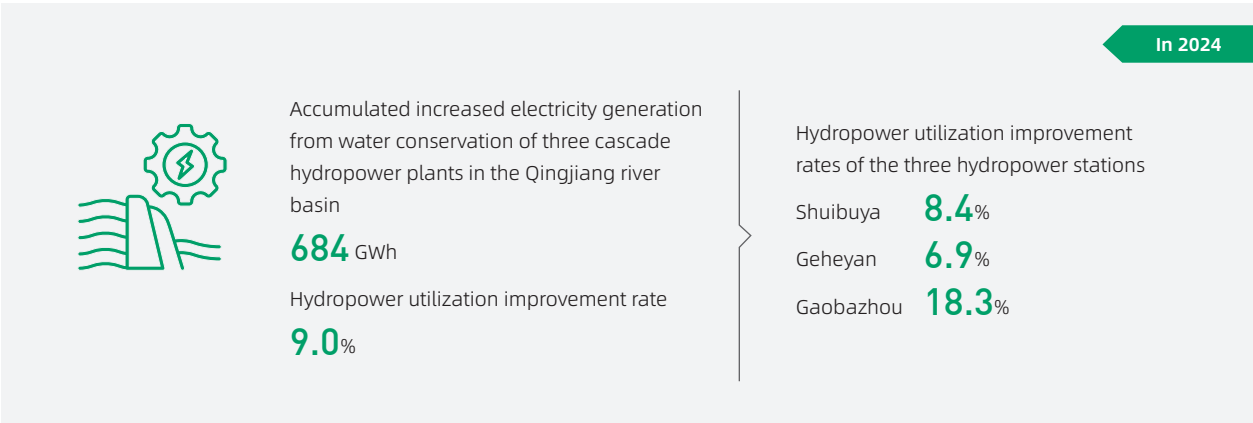 In 2024
Accumulated increased electricity generation
from water conservation of three cascade
hydropower plants in the Qingjiang river
basin
684 GWh
Hydropower utilization improvement rate
9.0%
Hydropower utilization improvement
rates of the three hydropower stations
Shuibuya 8.4%
Geheyan 6.9%
Gaobazhou 18.3%